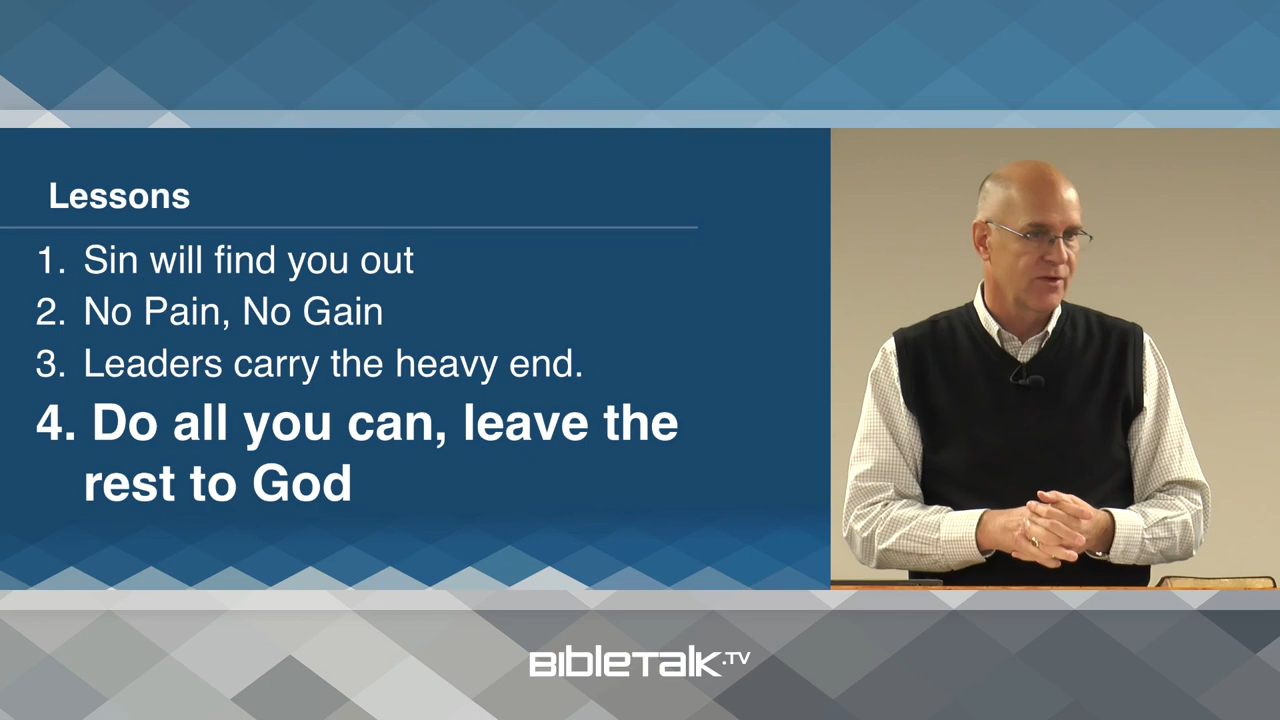 Lessons
1. Sin will find you out
2. No Pain, No Gain
3. Leaders carry the heavy end.
4. Do all you can, leave the
rest to God
BIBLETALK.TV